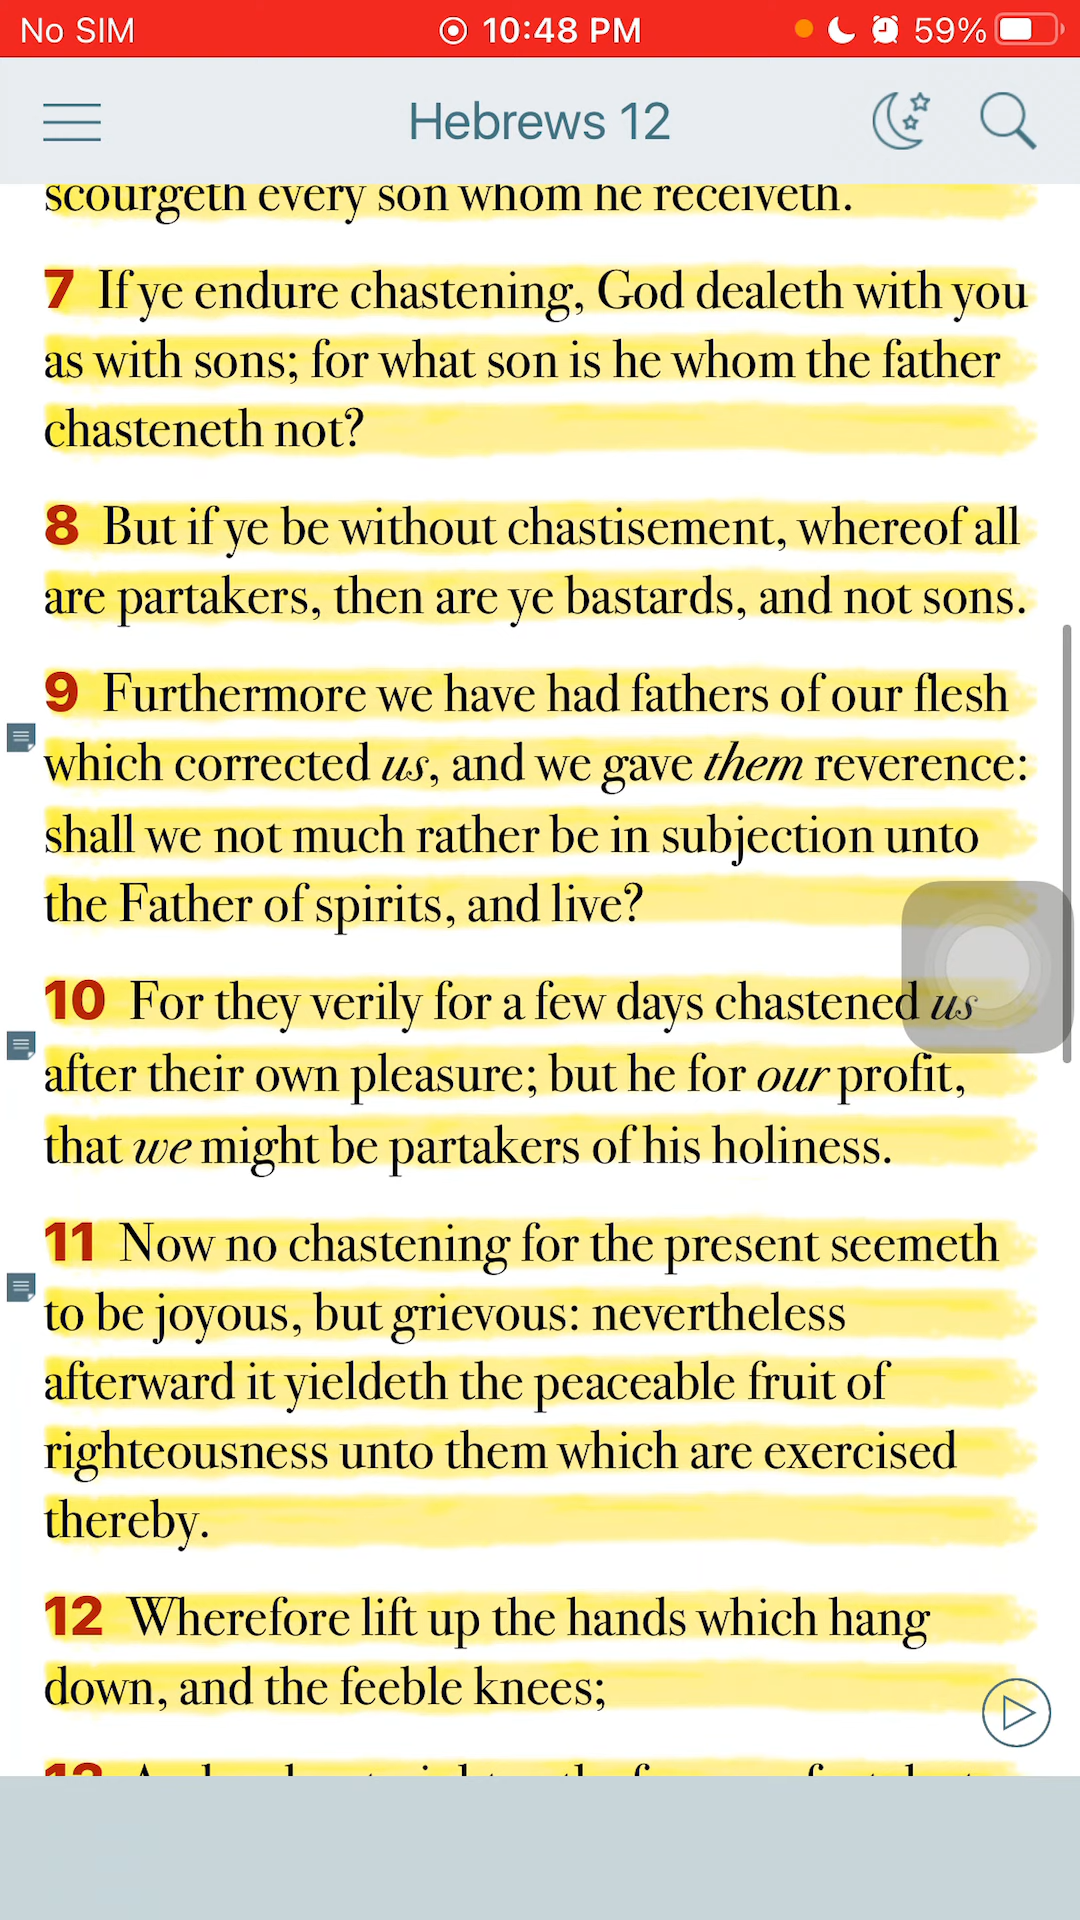 No SIM 10:48 PM 59%
Hebrews 12
scourgeth every son whom he receiveth.
7 If ye endure chastening, God dealeth with you
as with sons; for what son is he whom the father
chasteneth not?
8 But if ye be without chastisement, whereof all
are partakers, then are ye bastards, and not sons.
9 Furthermore we have had fathers of our flesh
which corrected us, and we gave them reverence:
shall we not much rather be in subjection unto
the Father of spirits, and live?
10 For they verily for a few days chastened us
after their own pleasure; but he for our profit,
that we might be partakers of his holiness.
11 Now no chastening for the present seemeth
to be joyous, but grievous: nevertheless
afterward it yieldeth the peaceable fruit of
righteousness unto them which are exercised
thereby.
12 Wherefore lift up the hands which hang
down, and the feeble knees;